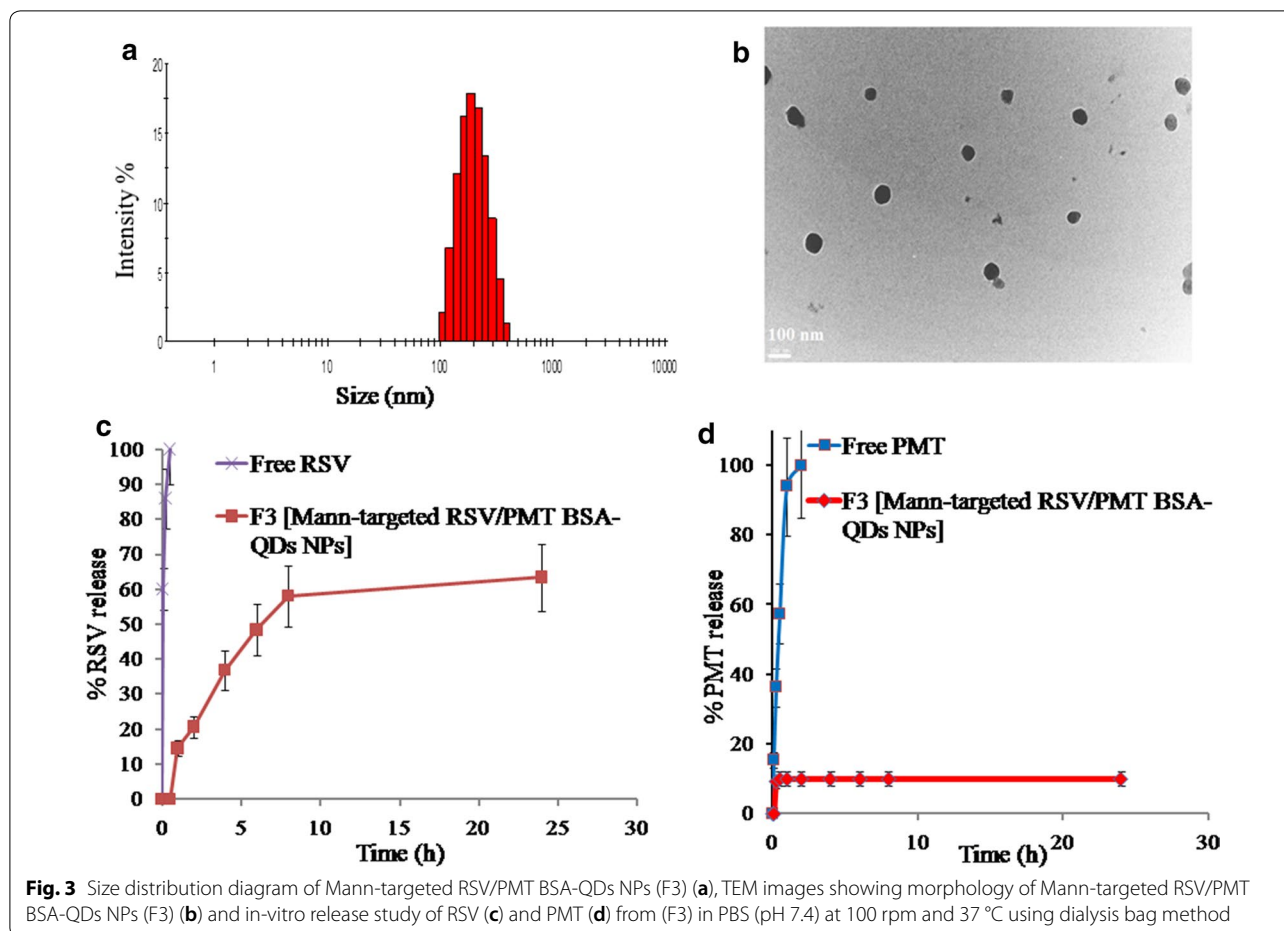 a
20
15
10
5
0
Intensity %
1 10 100 1000 10000
Size (nm)
b
100 nm
c
100
90
80
70
60
50
40
30
20
10
0
% RSV release
Free RSV
F3 [Mann-targeted RSV/PMT BSA-
QDs NPs]
0 5 10 15 20 25 30
Time (h)
d
100
80
60
40
20
0
% PMT release
Free PMT
F3 [Mann-targeted RSV/PMT BSA-
QDs NPs]
0 10 20 30
Time (h)
Fig. 3 Size distribution diagram of Mann-targeted RSV/PMT BSA-QDs NPs (F3) (a), TEM images showing morphology of Mann-targeted RSV/PMT
BSA-QDs NPs (F3) (b) and in-vitro release study of RSV (c) and PMT (d) from (F3) in PBS (pH 7.4) at 100 rpm and 37 °C using dialysis bag method